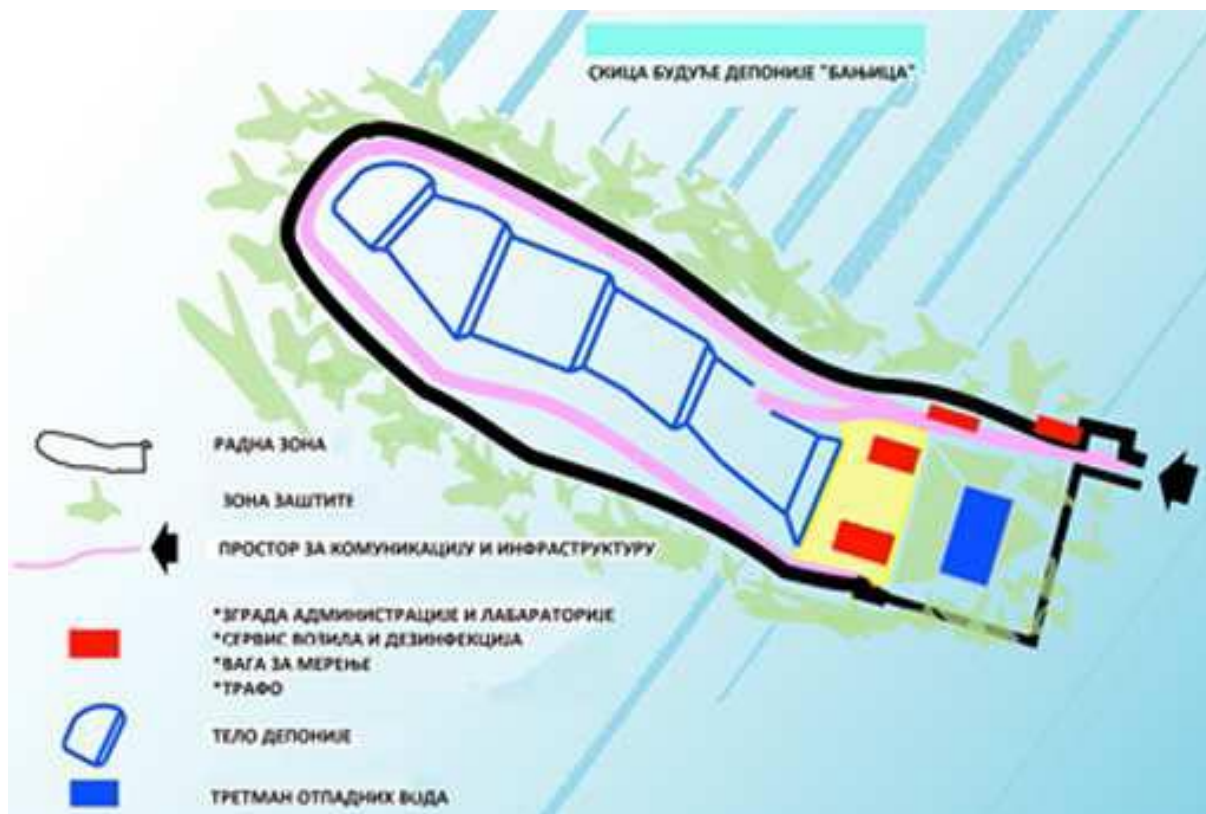 СКИЦА БУДУЋЕ ДЕПОНИЈЕ "БАЊИЦА"
РАДНА ЗОНА
ЗОНА ЗАШТИТЕ
ПРОСТОР ЗА КОМУНИКАЦИЈУ И ИНФРАСТРУКТУРУ
*ЗГРАДА АДМИНИСТРАЦИЈЕ И ЛАБАРАТОРИЈЕ
*СЕРВИС ВОЗИЛА И ДЕЗИНФЕКЦИЈА
*ВАГА ЗА МЕРЕЊЕ
*ТРАФО
ТЕЛО ДЕПОНИЈЕ
ТРЕТМАН ОТПАДНИХ ВОДА